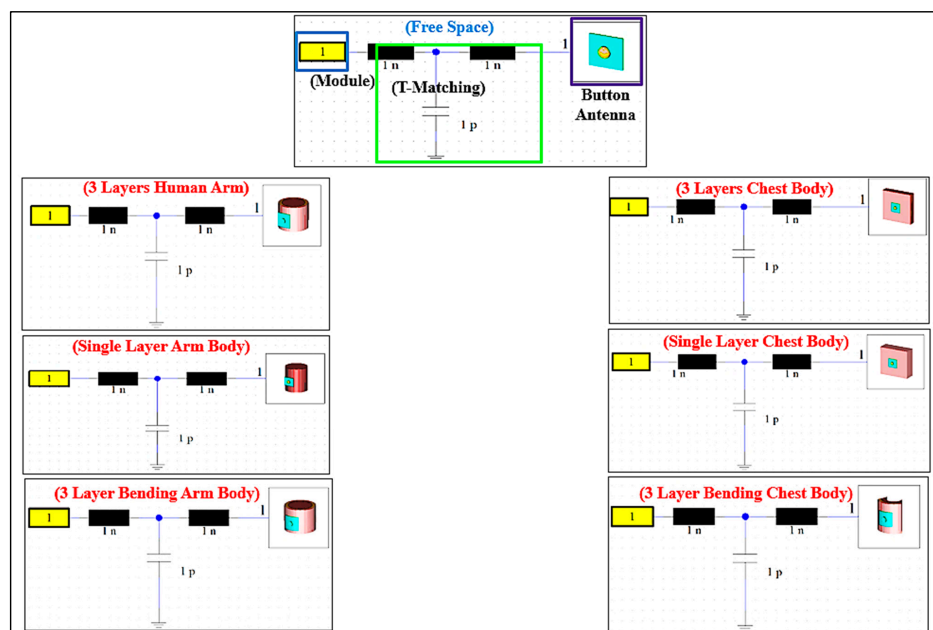 (Free Space)
1
1
1 n
1 n
(Module)
(T-Matching)
1 p
Button
Antenna
(3 Layers Human Arm)
1
1
1 n
1 n
1 p
(3 Layers Chest Body)
1
1
1 n
1 n
1 p
(Single Layer Arm Body)
1
1
1 n
1 n
1 p
(Single Layer Chest Body)
1
1
1 n
1 n
1 p
(3 Layer Bending Arm Body)
1
1
1 n
1 n
1 p
(3 Layer Bending Chest Body)
1
1
1 n
1 n
1 p